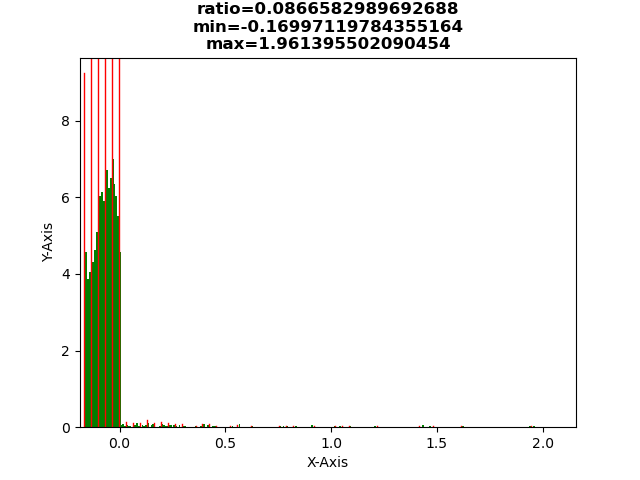 ratio=0.0866582989692688
min=-0.16997119784355164
max=1.961395502090454
8
6
4
2
0
Y-Axis
0.0 0.5 1.0 1.5 2.0
X-Axis